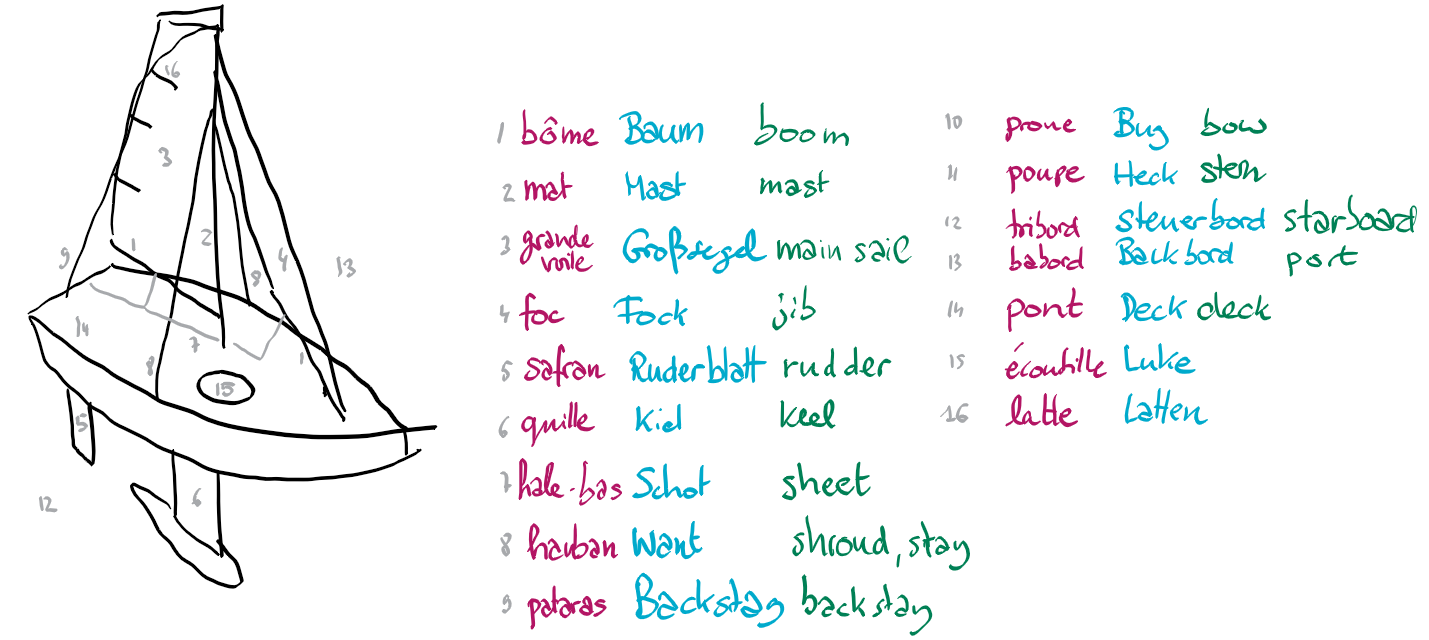 16
3
9
1
2
8
4
13
14
7
8
1
15
5
12
6
1 bôme Baum boom
2 mat Mast mast
3 grande voile Großsegel main sail
4 foc Fock jib
5 safran Ruderblatt rudder
6 quille Kiel keel
7 hale-bas Schot sheet
8 hauban Want shroud, stay
9 pataras Backstag backstay
10 proue Bug bow
11 poupe Heck stern
12 tribord Steuerbord starboard
13 babord Backbord port
14 pont Deck deck
15 écoutille Luke
16 latte Latten